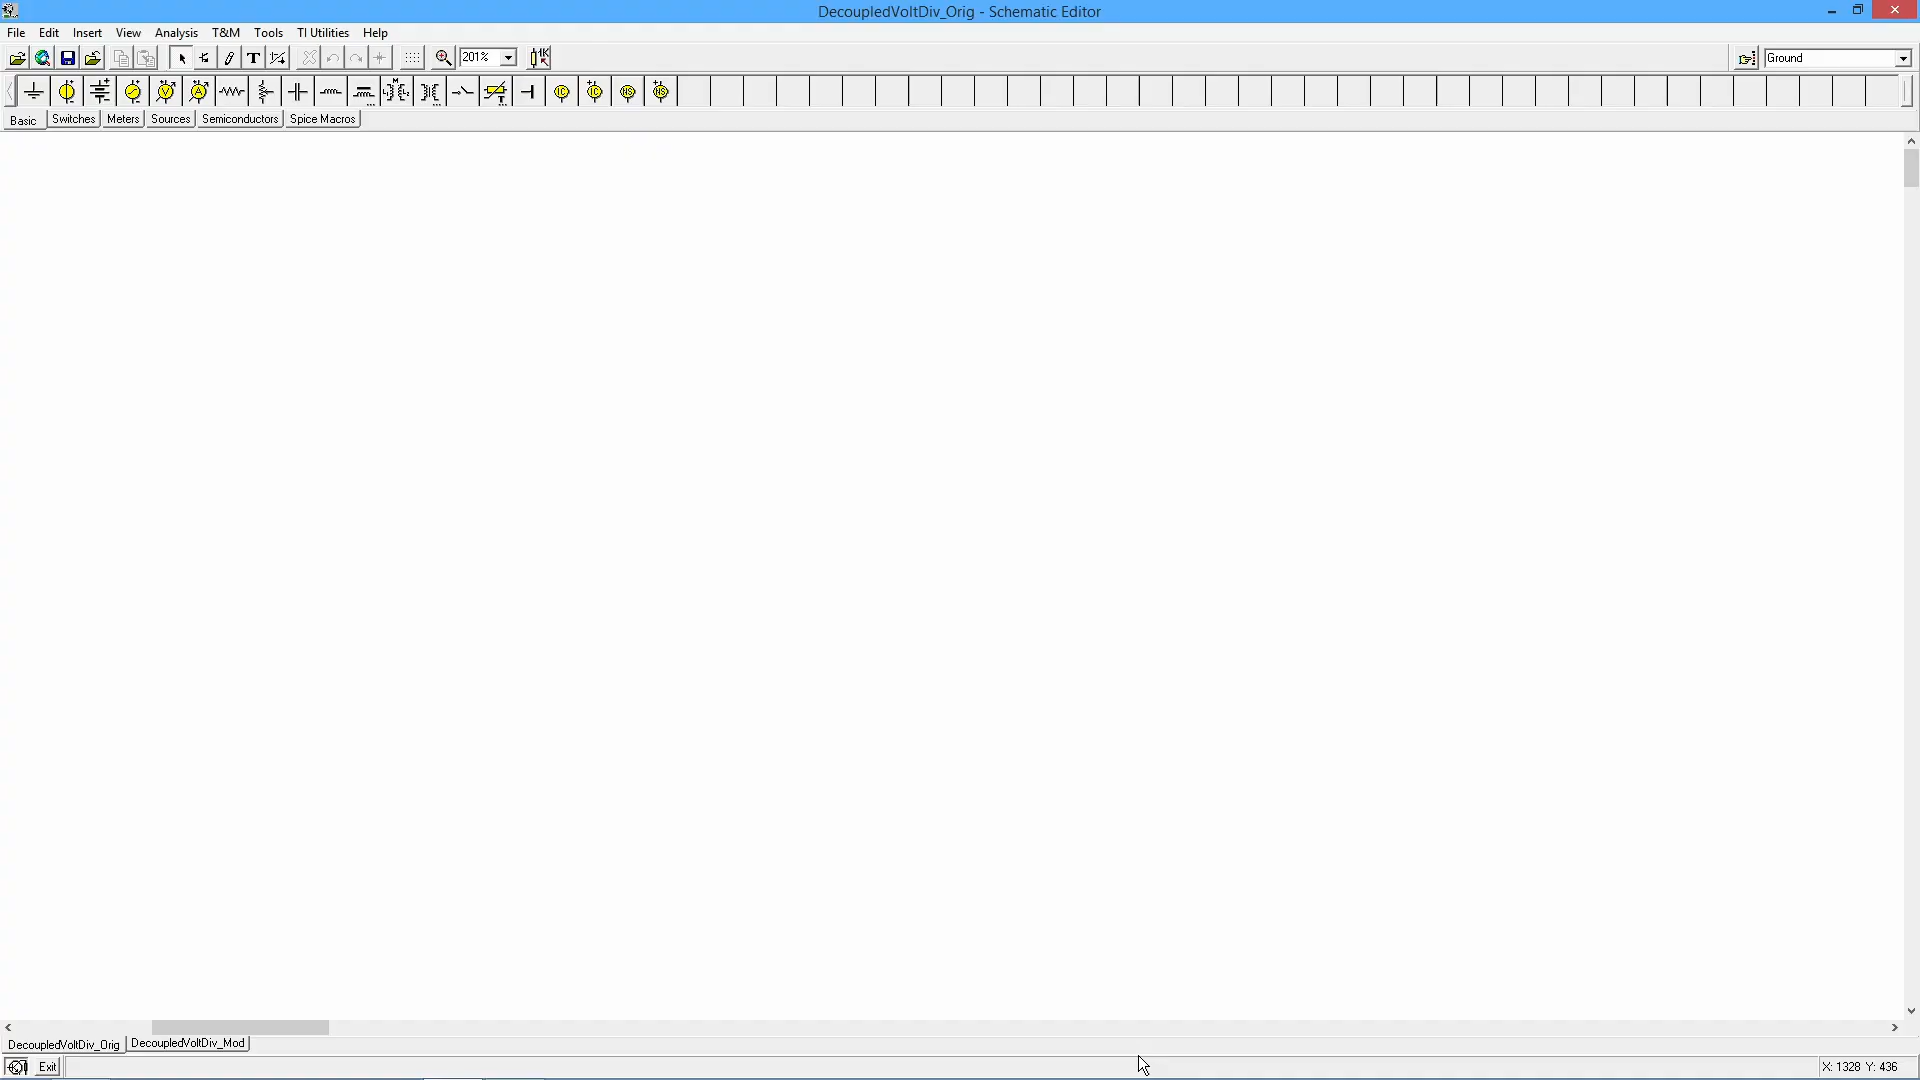 DecoupledVoltDiv_Orig - Schematic Editor
File Edit Insert View Analysis T&M Tools TI Utilities Help
201% Ground
Basic Switches Meters Sources Semiconductors Spice Macros
DecoupledVoltDiv_Orig DecoupledVoltDiv_Mod
Exit X: 1328 Y: 436